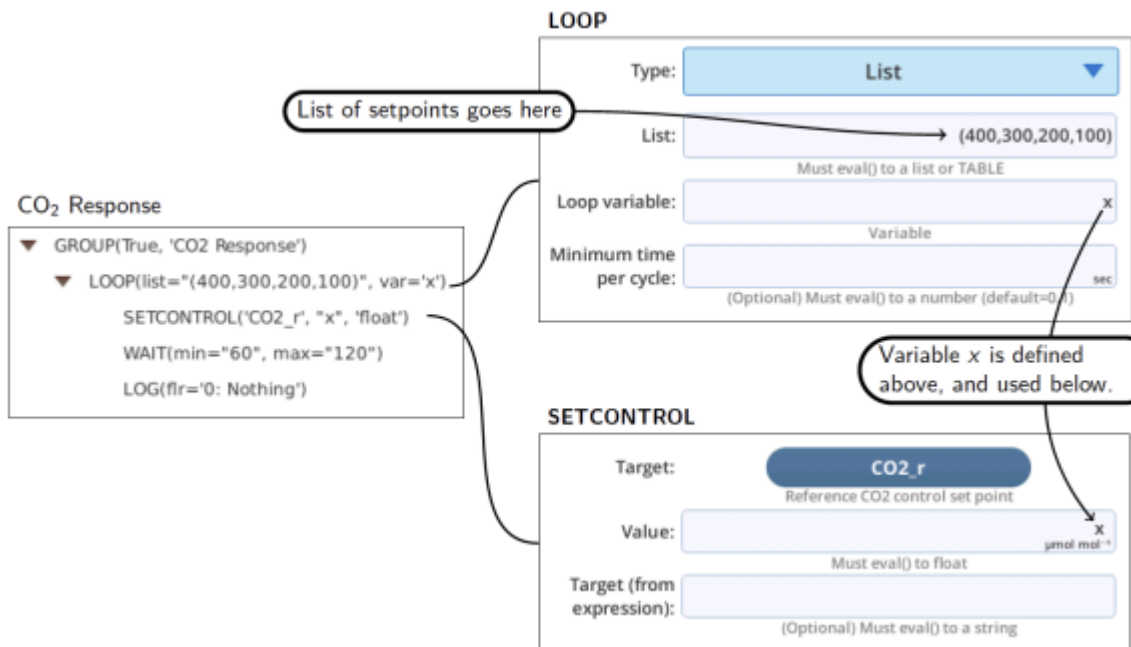 LOOP
Type:
List
List of setpoints goes here
List:
(400,300,200,100)
Must eval() to a list or TABLE
Loop variable:
x
Variable
Minimum time
per cycle:
sec
(Optional) Must eval() to a number (default=0.1)
CO₂ Response
GROUP(True, 'CO2 Response')
LOOP(list="(400,300,200,100)", var='x')
SETCONTROL('CO2_r', "x", 'float')
WAIT(min="60", max="120")
LOG(flr='0: Nothing')
Variable x is defined
above, and used below.
SETCONTROL
Target:
CO2_r
Reference CO2 control set point
Value:
x
µmol mol⁻¹
Must eval() to float
Target (from
expression):
(Optional) Must eval() to a string